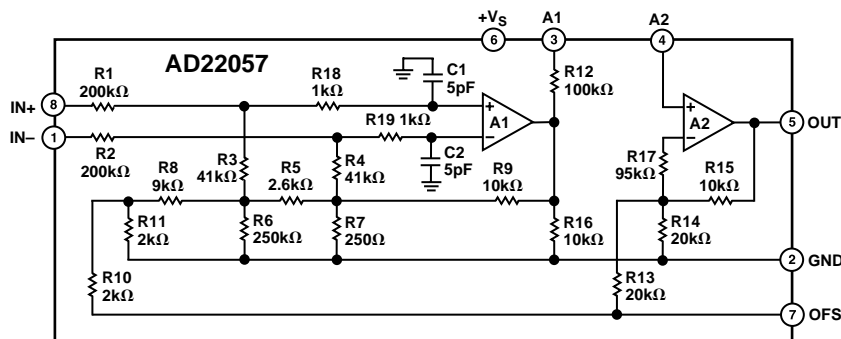 +VS
A1
A2
6
3
4
AD22057
R1
200kΩ
R18
1kΩ
C1
5pF
R12
100kΩ
IN+
8
+
A1
−
+
A2
−
5
OUT
IN−
1
R19 1kΩ
R2
200kΩ
R3
41kΩ
R4
41kΩ
C2
5pF
R17
95kΩ
R15
10kΩ
R8
9kΩ
R5
2.6kΩ
R9
10kΩ
R11
2kΩ
R6
250kΩ
R7
250Ω
R16
10kΩ
R14
20kΩ
2
GND
R10
2kΩ
R13
20kΩ
7
OFS